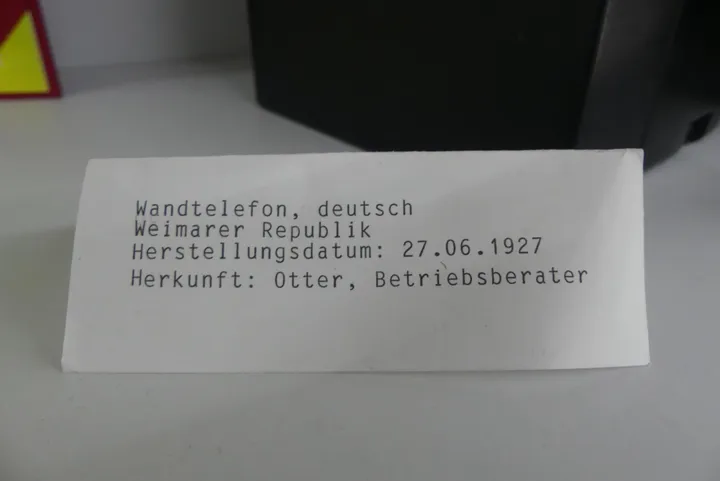 Wandtelefon, deutsch
Weimarer Republik
Herstellungsdatum: 27.06.1927
Herkunft: Otter, Betriebsberater